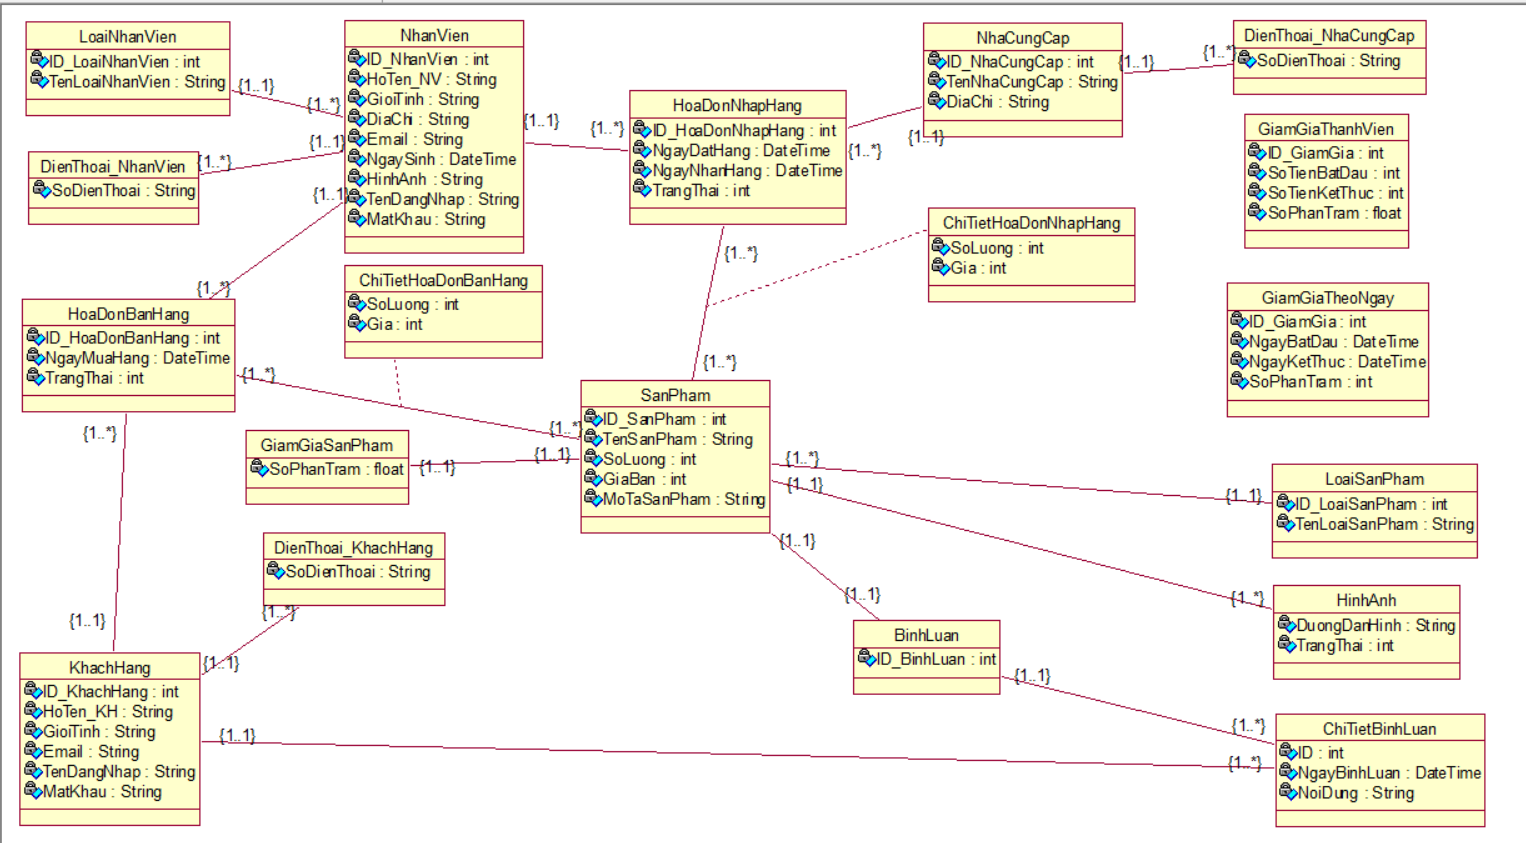 LoaiNhanVien
ID_LoaiNhanVien : int
TenLoaiNhanVien : String
{1..1}
{1..*}
DienThoai_NhanVien
SoDienThoai : String
{1..*}
{1..1}
NhanVien
ID_NhanVien : int
HoTen_NV : String
GioiTinh : String
DiaChi : String
Email : String
NgaySinh : DateTime
HinhAnh : String
TenDangNhap : String
MatKhau : String
{1..1}
{1..*}
{1..1}
{1..*}
HoaDonNhapHang
ID_HoaDonNhapHang : int
NgayDatHang : DateTime
NgayNhanHang : DateTime
TrangThai : int
{1..*}
{1..1}
NhaCungCap
ID_NhaCungCap : int
TenNhaCungCap : String
DiaChi : String
{1..1}
{1..*}
DienThoai_NhaCungCap
SoDienThoai : String
GiamGiaThanhVien
ID_GiamGia : int
SoTienBatDau : int
SoTienKetThuc : int
SoPhanTram : float
ChiTietHoaDonNhapHang
SoLuong : int
Gia : int
{1..*}
{1..*}
GiamGiaTheoNgay
ID_GiamGia : int
NgayBatDau : DateTime
NgayKetThuc : DateTime
SoPhanTram : int
ChiTietHoaDonBanHang
SoLuong : int
Gia : int
HoaDonBanHang
ID_HoaDonBanHang : int
NgayMuaHang : DateTime
TrangThai : int
{1..*}
{1..*}
{1..*}
{1..1}
GiamGiaSanPham
SoPhanTram : float
{1..1}
{1..1}
SanPham
ID_SanPham : int
TenSanPham : String
SoLuong : int
GiaBan : int
MoTaSanPham : String
{1..*}
{1..1}
LoaiSanPham
ID_LoaiSanPham : int
TenLoaiSanPham : String
{1..1}
{1..*}
HinhAnh
DuongDanHinh : String
TrangThai : int
{1..1}
{1..1}
BinhLuan
ID_BinhLuan : int
{1..1}
{1..*}
DienThoai_KhachHang
SoDienThoai : String
{1..*}
{1..1}
KhachHang
ID_KhachHang : int
HoTen_KH : String
GioiTinh : String
Email : String
TenDangNhap : String
MatKhau : String
{1..1}
{1..*}
ChiTietBinhLuan
ID : int
NgayBinhLuan : DateTime
NoiDung : String